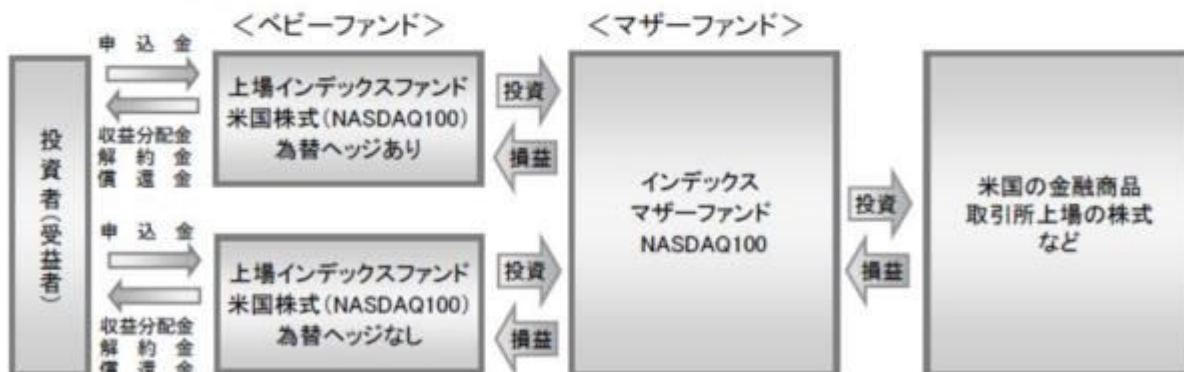 <ベビーファンド>
<マザーファンド>
投資者(受益者)
申込金
収益分配金
解約金
償還金
上場インデックスファンド
米国株式(NASDAQ100)
為替ヘッジあり
投資
損益
申込金
収益分配金
解約金
償還金
上場インデックスファンド
米国株式(NASDAQ100)
為替ヘッジなし
投資
損益
インデックス
マザーファンド
NASDAQ100
投資
損益
米国の金融商品
取引所上場の株式
など